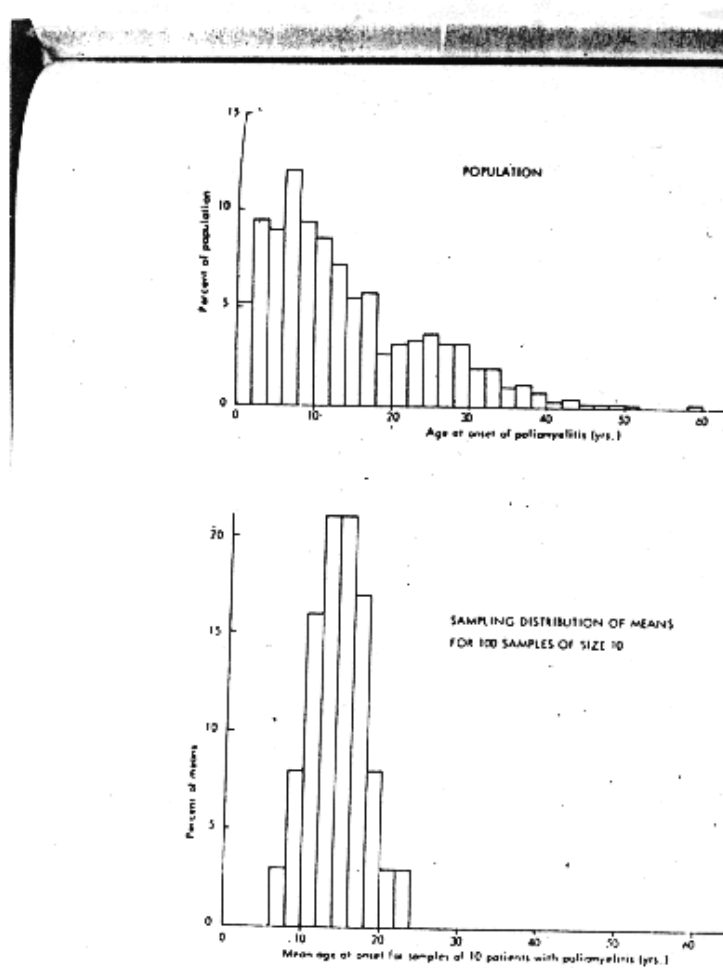 15
POPULATION
10
Percent of population
5
0
0 10 20 30 40 50 60
Age at onset of poliomyelitis (yrs.)
20
SAMPLING DISTRIBUTION OF MEANS
FOR 100 SAMPLES OF SIZE 10
15
10
Percent of means
5
0
0 10 20 30 40 50 60
Mean age at onset for samples of 10 patients with poliomyelitis (yrs.)